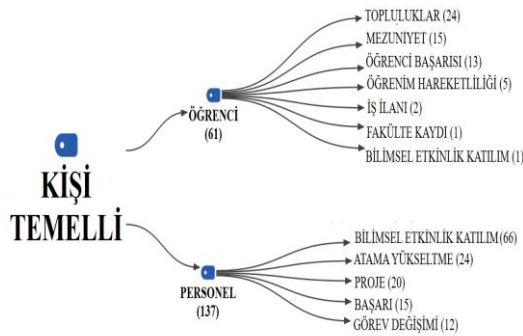 TOPLULUKLAR (24)
MEZUNİYET (15)
ÖĞRENCİ BAŞARISI (13)
ÖĞRENİM HAREKETLİLİĞİ (5)
İŞ İLANI (2)
FAKÜLTE KAYDI (1)
BİLİMSEL ETKİNLİK KATILIM (1)
ÖĞRENCİ
(61)
KİŞİ
TEMELLİ
BİLİMSEL ETKİNLİK KATILIM(66)
ATAMA YÜKSELTME (24)
PROJE (20)
BAŞARI (15)
GÖREV DEĞİŞİMİ (12)
PERSONEL
(137)